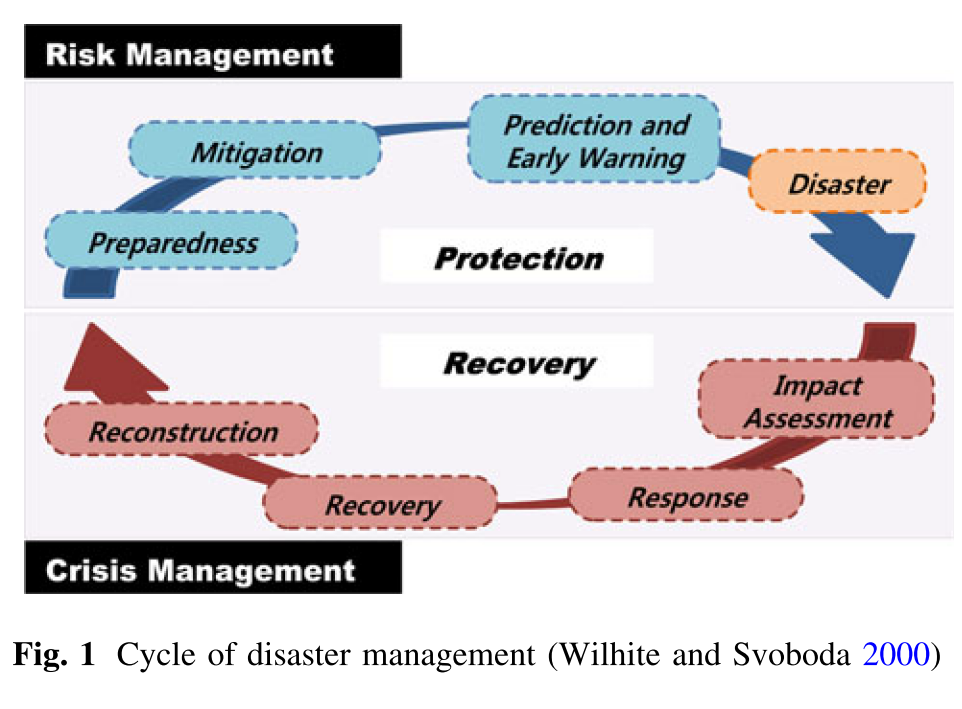 Risk Management
Mitigation
Prediction and
Early Warning
Disaster
Preparedness
Protection
Recovery
Impact
Assessment
Reconstruction
Recovery
Response
Crisis Management
Fig. 1 Cycle of disaster management (Wilhite and Svoboda 2000)